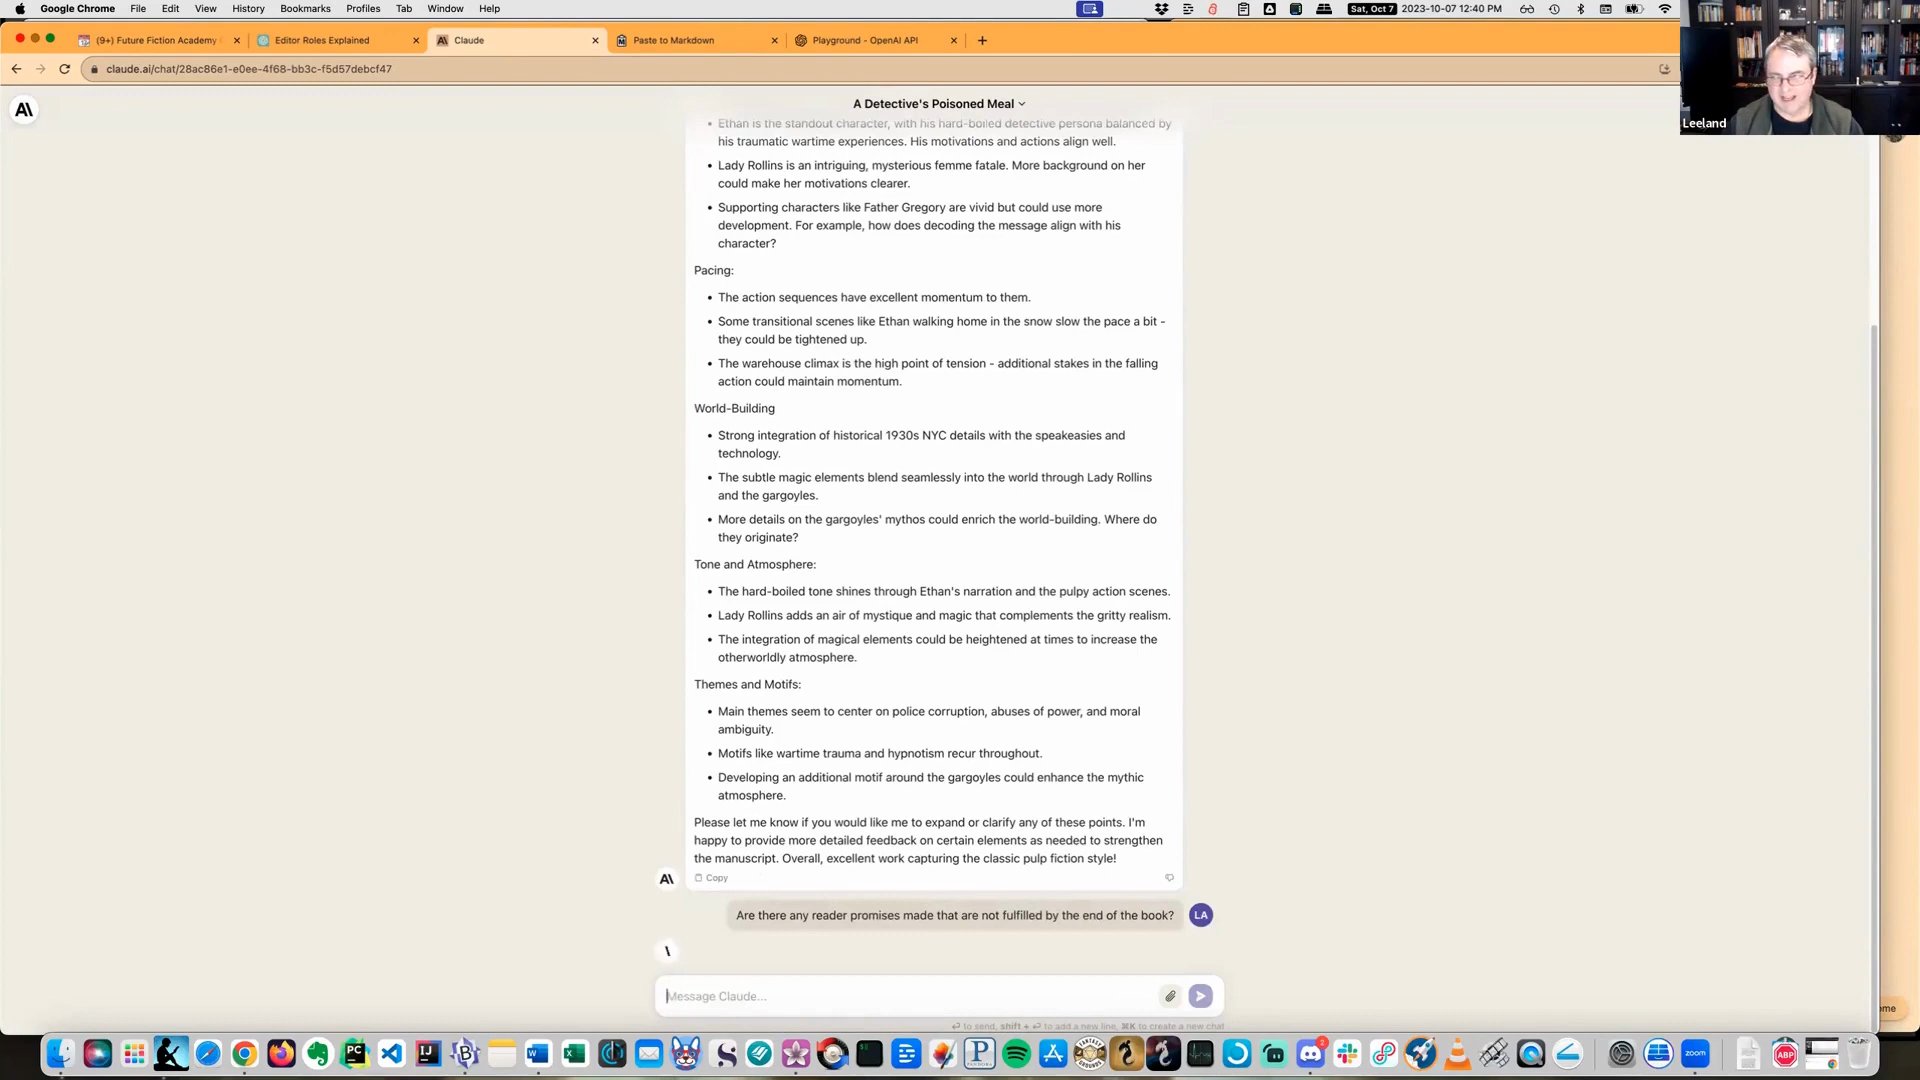 Google Chrome File Edit View History Bookmarks Profiles Tab Window Help
Sat, Oct 7 2023-10-07 12:40 PM
(9+) Future Fiction Academy
Editor Roles Explained
Claude
Paste to Markdown
Playground - OpenAI API
claude.ai/chat/28ac86e1-e0ee-4f68-bb3c-f5d57debcf47
Leeland
A Detective's Poisoned Meal
• Ethan is the standout character, with his hard-boiled detective persona balanced by
his traumatic wartime experiences. His motivations and actions align well.
• Lady Rollins is an intriguing, mysterious femme fatale. More background on her
could make her motivations clearer.
• Supporting characters like Father Gregory are vivid but could use more
development. For example, how does decoding the message align with his
character?
Pacing:
• The action sequences have excellent momentum to them.
• Some transitional scenes like Ethan walking home in the snow slow the pace a bit -
they could be tightened up.
• The warehouse climax is the high point of tension - additional stakes in the falling
action could maintain momentum.
World-Building
• Strong integration of historical 1930s NYC details with the speakeasies and
technology.
• The subtle magic elements blend seamlessly into the world through Lady Rollins
and the gargoyles.
• More details on the gargoyles' mythos could enrich the world-building. Where do
they originate?
Tone and Atmosphere:
• The hard-boiled tone shines through Ethan's narration and the pulpy action scenes.
• Lady Rollins adds an air of mystique and magic that complements the gritty realism.
• The integration of magical elements could be heightened at times to increase the
otherworldly atmosphere.
Themes and Motifs:
• Main themes seem to center on police corruption, abuses of power, and moral
ambiguity.
• Motifs like wartime trauma and hypnotism recur throughout.
• Developing an additional motif around the gargoyles could enhance the mythic
atmosphere.
Please let me know if you would like me to expand or clarify any of these points. I'm
happy to provide more detailed feedback on certain elements as needed to strengthen
the manuscript. Overall, excellent work capturing the classic pulp fiction style!
Copy
Are there any reader promises made that are not fulfilled by the end of the book?
LA
Message Claude...
to send, shift + to add a new line, ⌘K to create a new chat
zoom
ABP